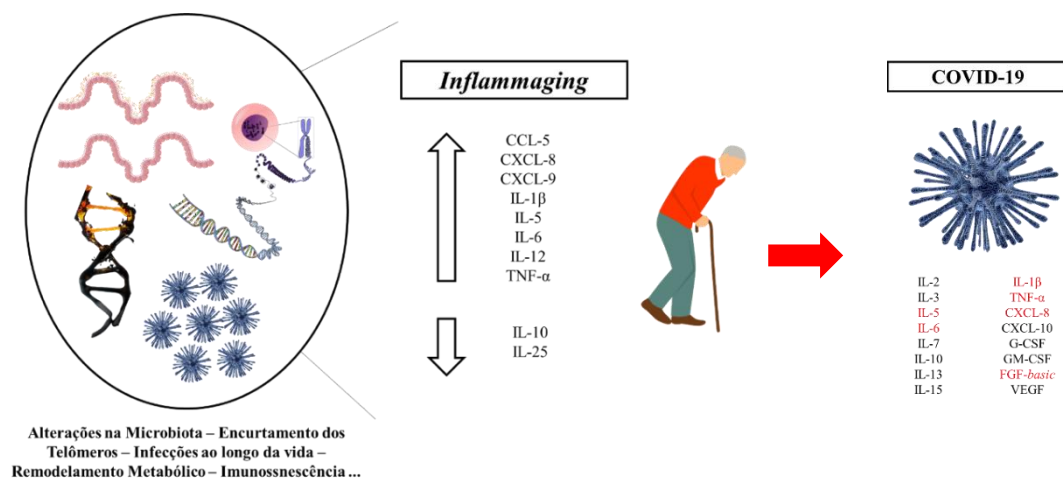 Inflammaging
CCL-5
CXCL-8
CXCL-9
IL-1β
IL-5
IL-6
IL-12
TNF-α
IL-10
IL-25
COVID-19
IL-2
IL-3
IL-5
IL-6
IL-7
IL-10
IL-13
IL-15
IL-1β
TNF-α
CXCL-8
CXCL-10
G-CSF
GM-CSF
FGF-basic
VEGF
Alterações na Microbiota – Encurtamento dos
Telômeros – Infecções ao longo da vida –
Remodelamento Metabólico – Imunossnescência ...